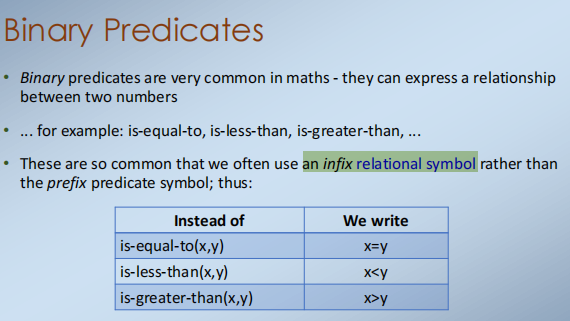 Binary Predicates
• Binary predicates are very common in maths - they can express a relationship
between two numbers
• ... for example: is-equal-to, is-less-than, is-greater-than, ...
• These are so common that we often use an infix relational symbol rather than
the prefix predicate symbol; thus:
Instead of We write
is-equal-to(x,y) x=y
is-less-than(x,y) x<y
is-greater-than(x,y) x>y